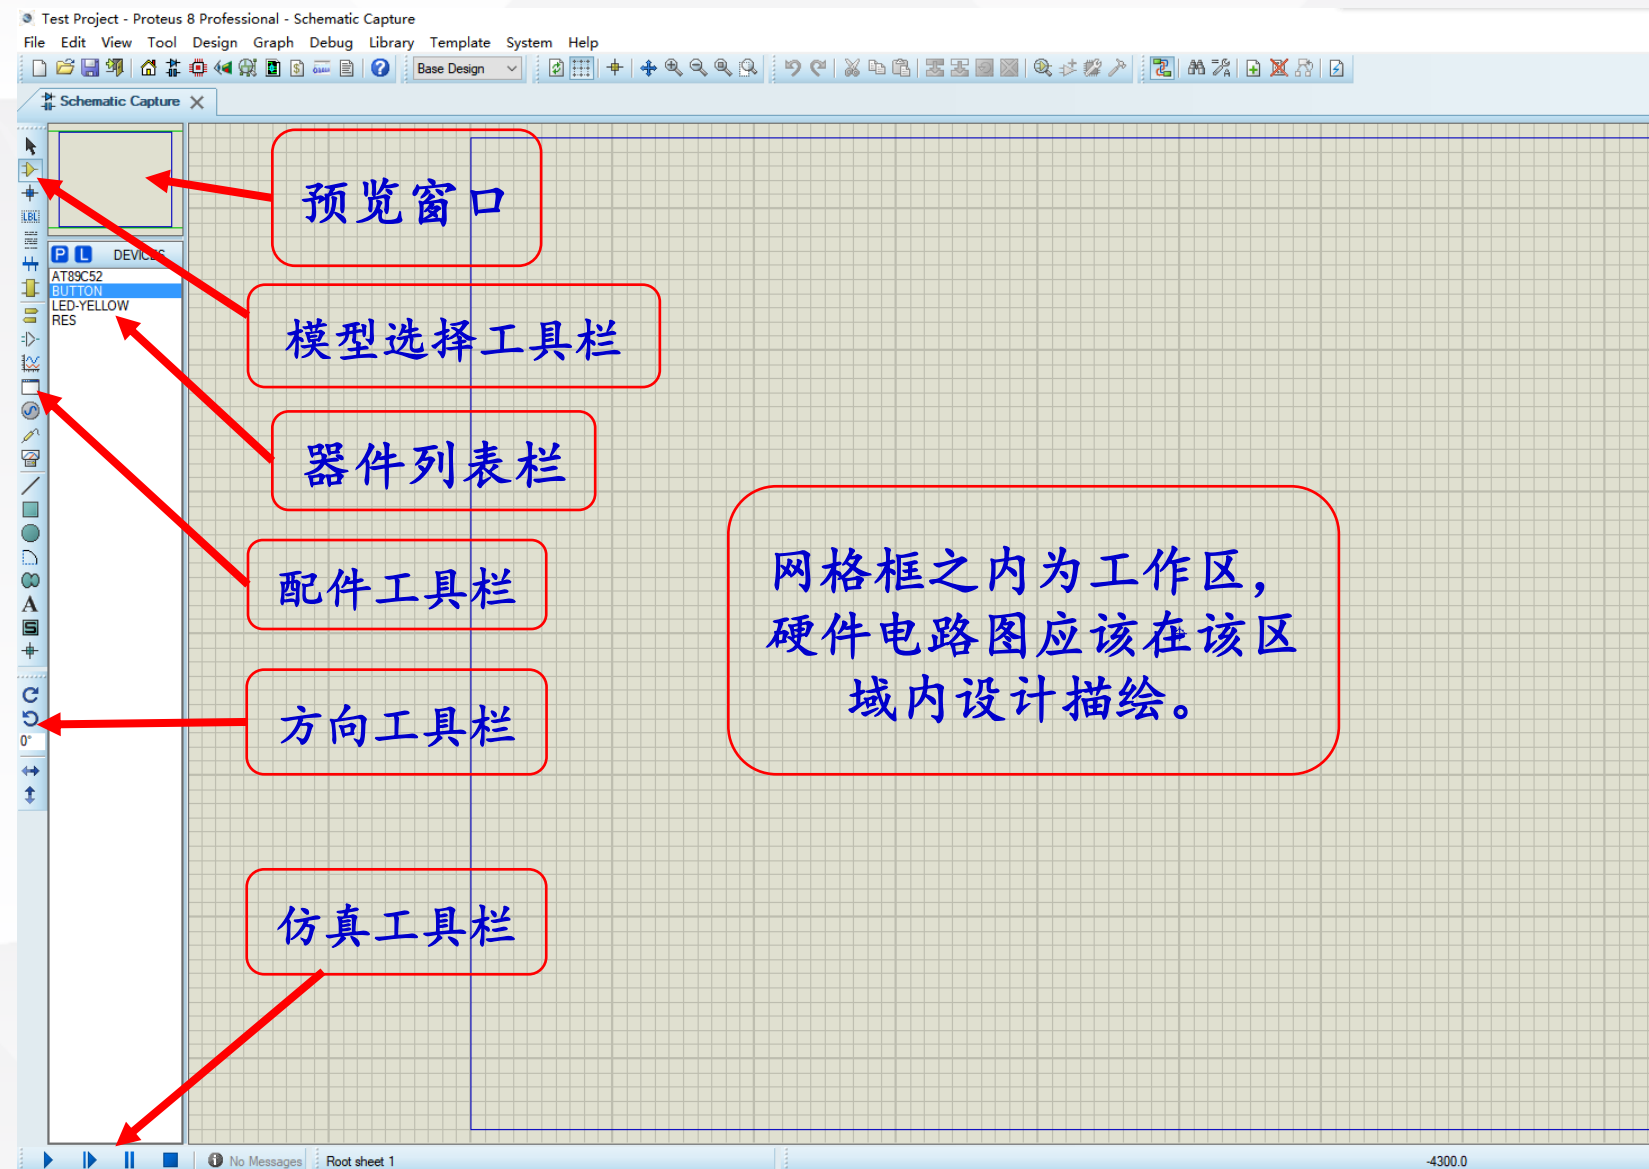 Test Project - Proteus 8 Professional - Schematic Capture
File Edit View Tool Design Graph Debug Library Template System Help
Base Design
Schematic Capture
预览窗口
LBL
P L DEVICES
AT89C52
BUTTON
LED-YELLOW
RES
模型选择工具栏
器件列表栏
配件工具栏
网格框之内为工作区，
硬件电路图应该在该区
域内设计描绘。
A
S
方向工具栏
0°
仿真工具栏
No Messages
Root sheet 1
-4300.0